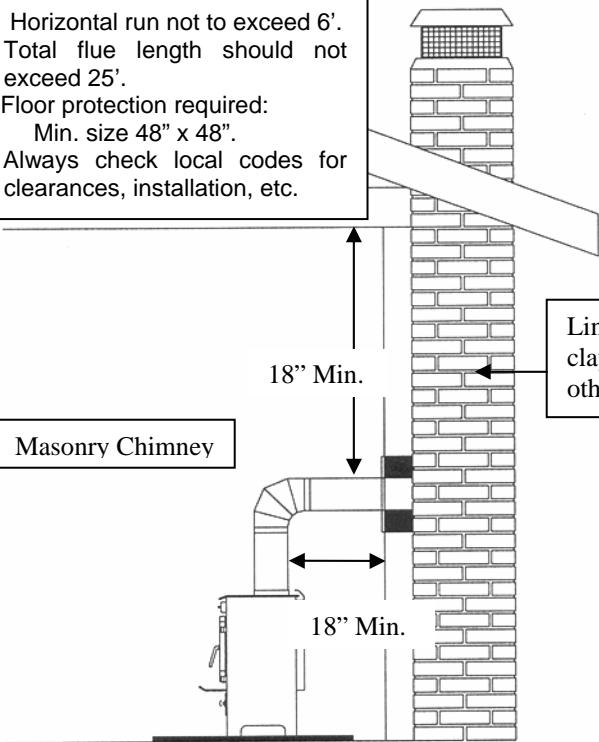 Horizontal run not to exceed 6’.
Total flue length should not
exceed 25’.
Floor protection required:
Min. size 48” x 48”.
Always check local codes for
clearances, installation, etc.
18” Min.
Masonry Chimney
18” Min.